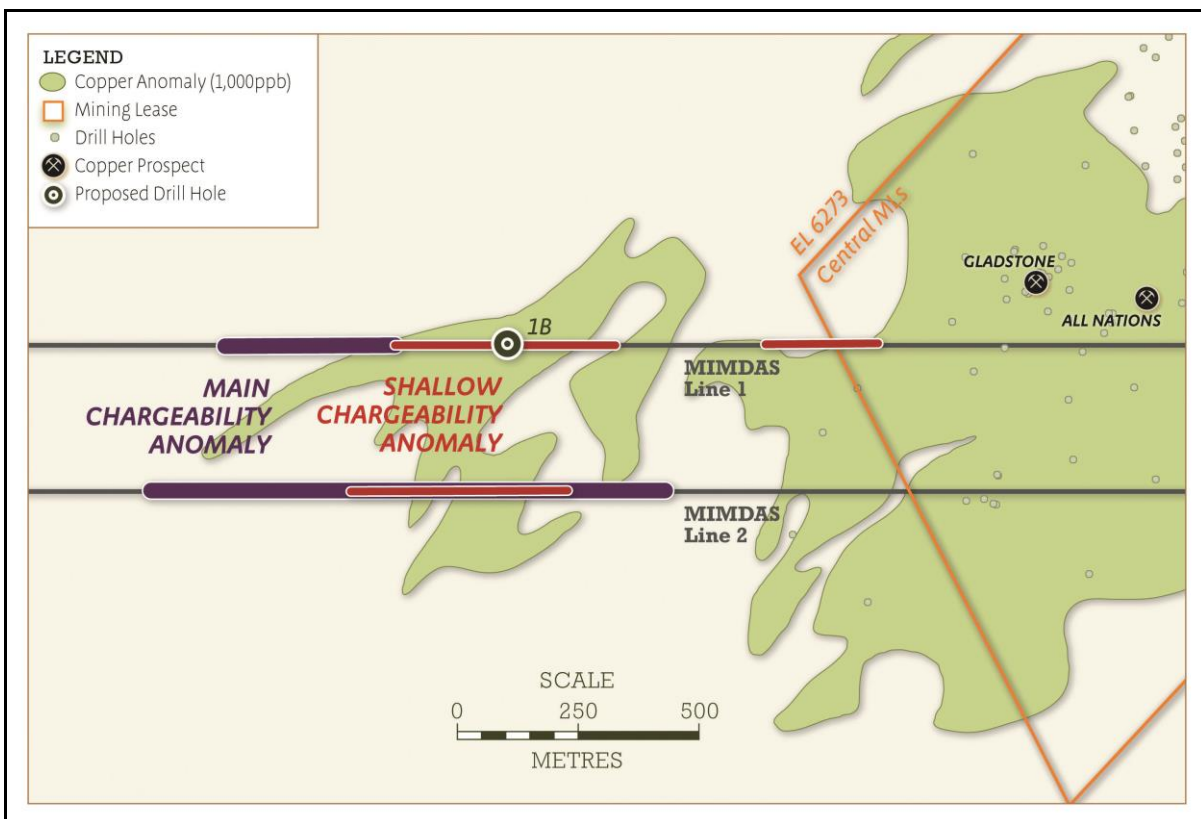 LEGEND
Copper Anomaly (1,000ppb)
Mining Lease
Drill Holes
Copper Prospect
Proposed Drill Hole
EL 6273
Central MLs
GLADSTONE
ALL NATIONS
1B
MIMDAS
Line 1
MAIN
CHARGEABILITY
ANOMALY
SHALLOW
CHARGEABILITY
ANOMALY
MIMDAS
Line 2
SCALE
0 250 500
METRES